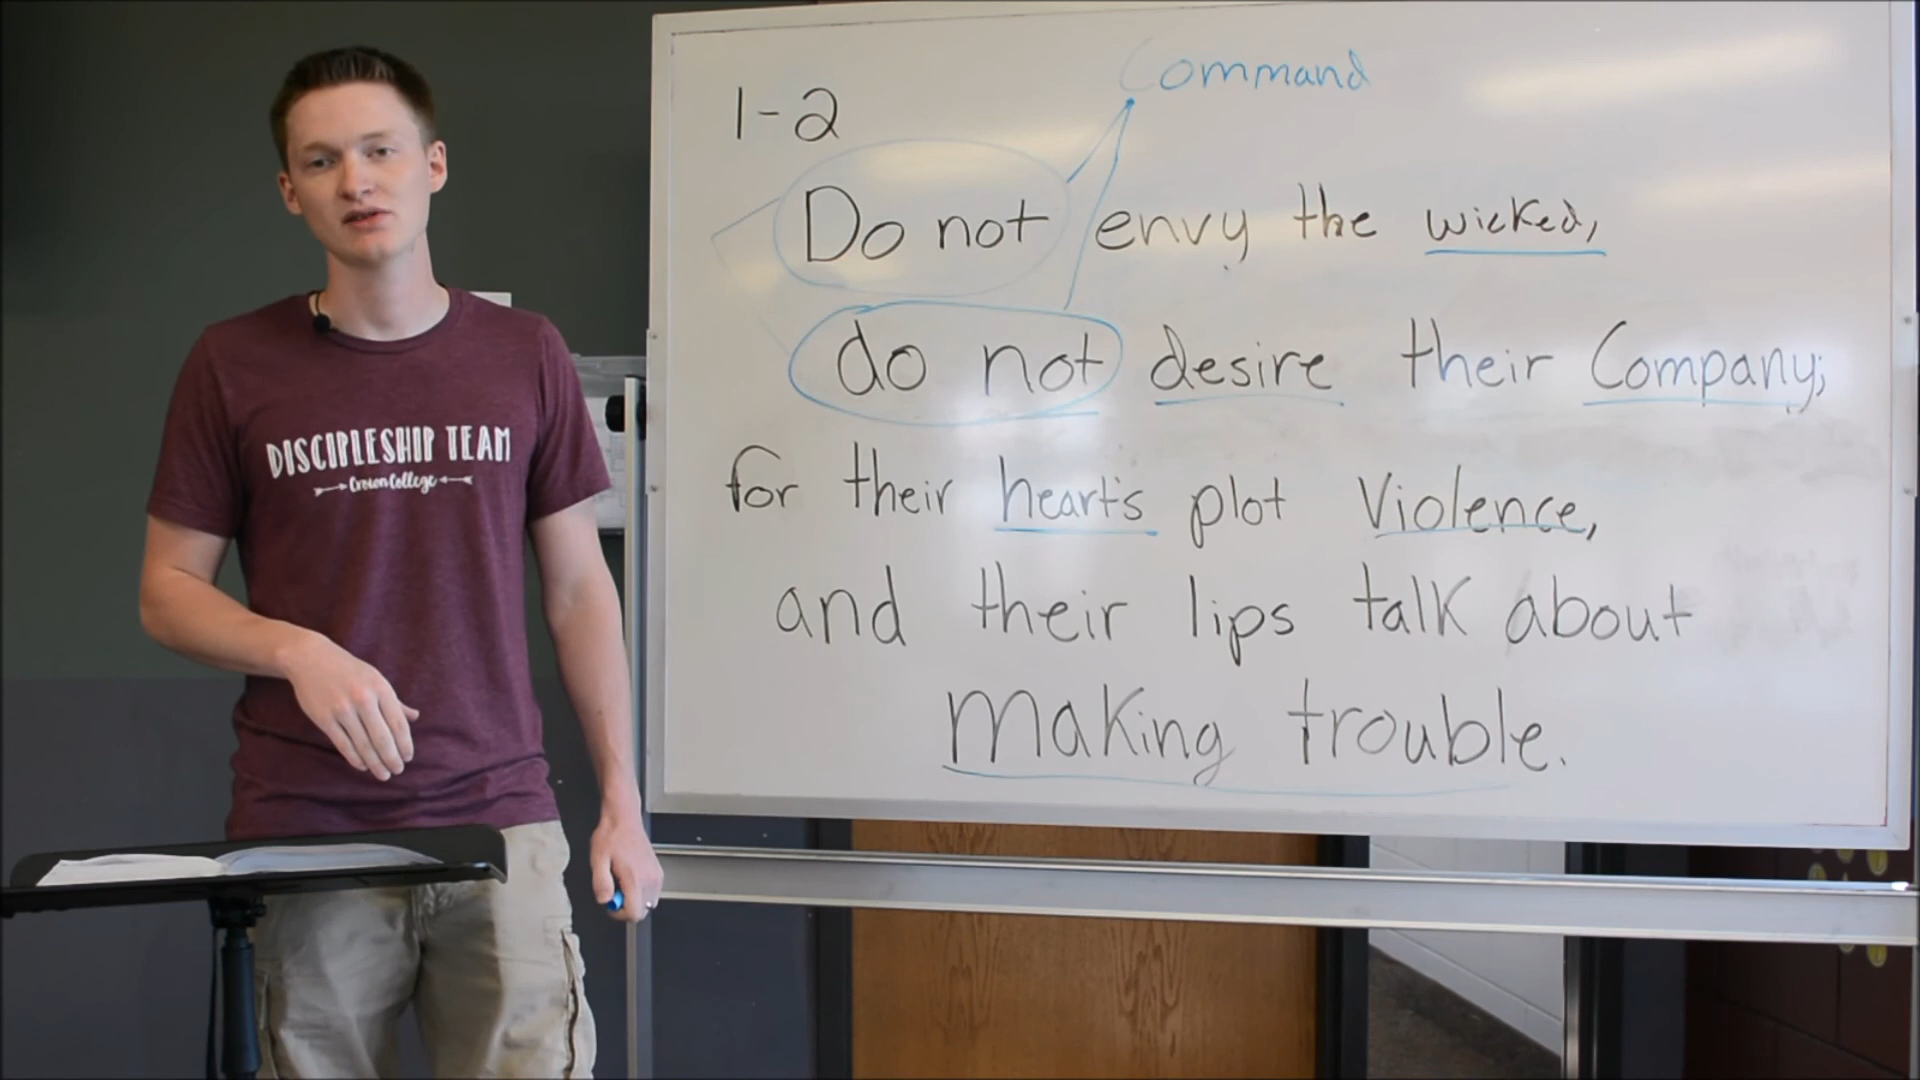 DISCIPLESHIP TEAM
Crown College
Command
1-2
Do not envy the wicked,
do not desire their Company;
for their hearts plot Violence,
and their lips talk about
Making trouble.